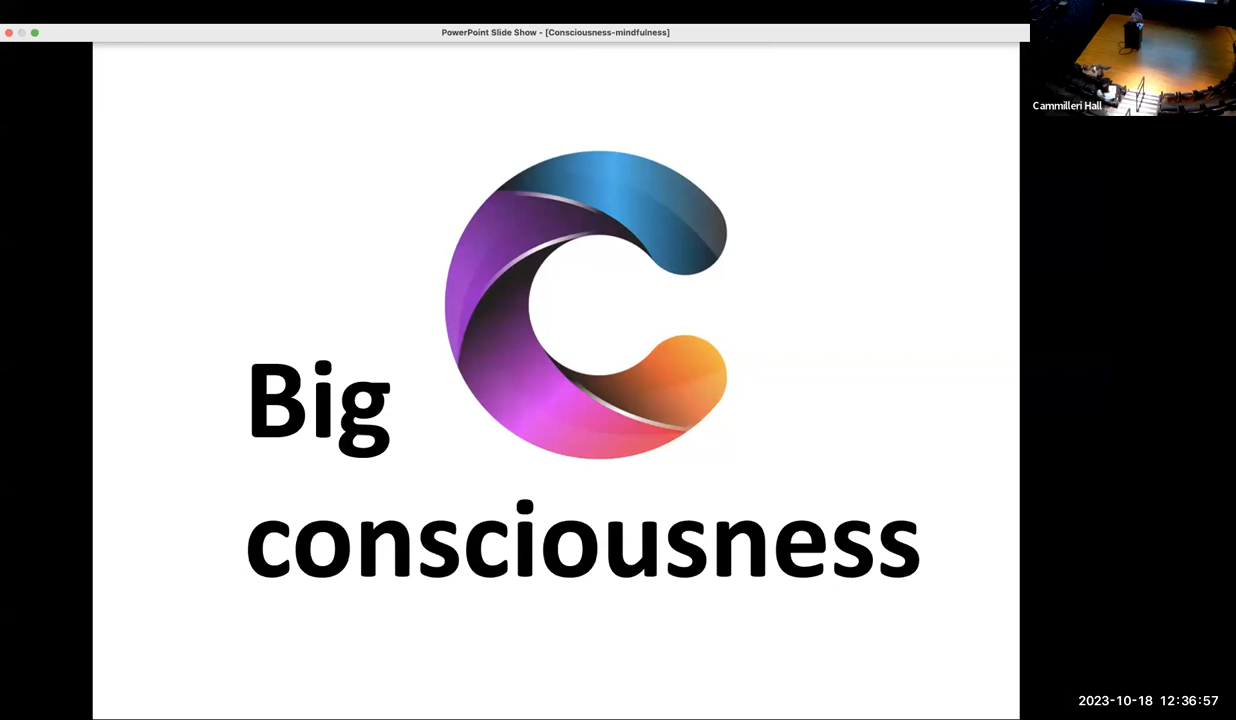 PowerPoint Slide Show - [Consciousness-mindfulness]
Cammilleri Hall
Big C
consciousness
2023-10-18 12:36:57